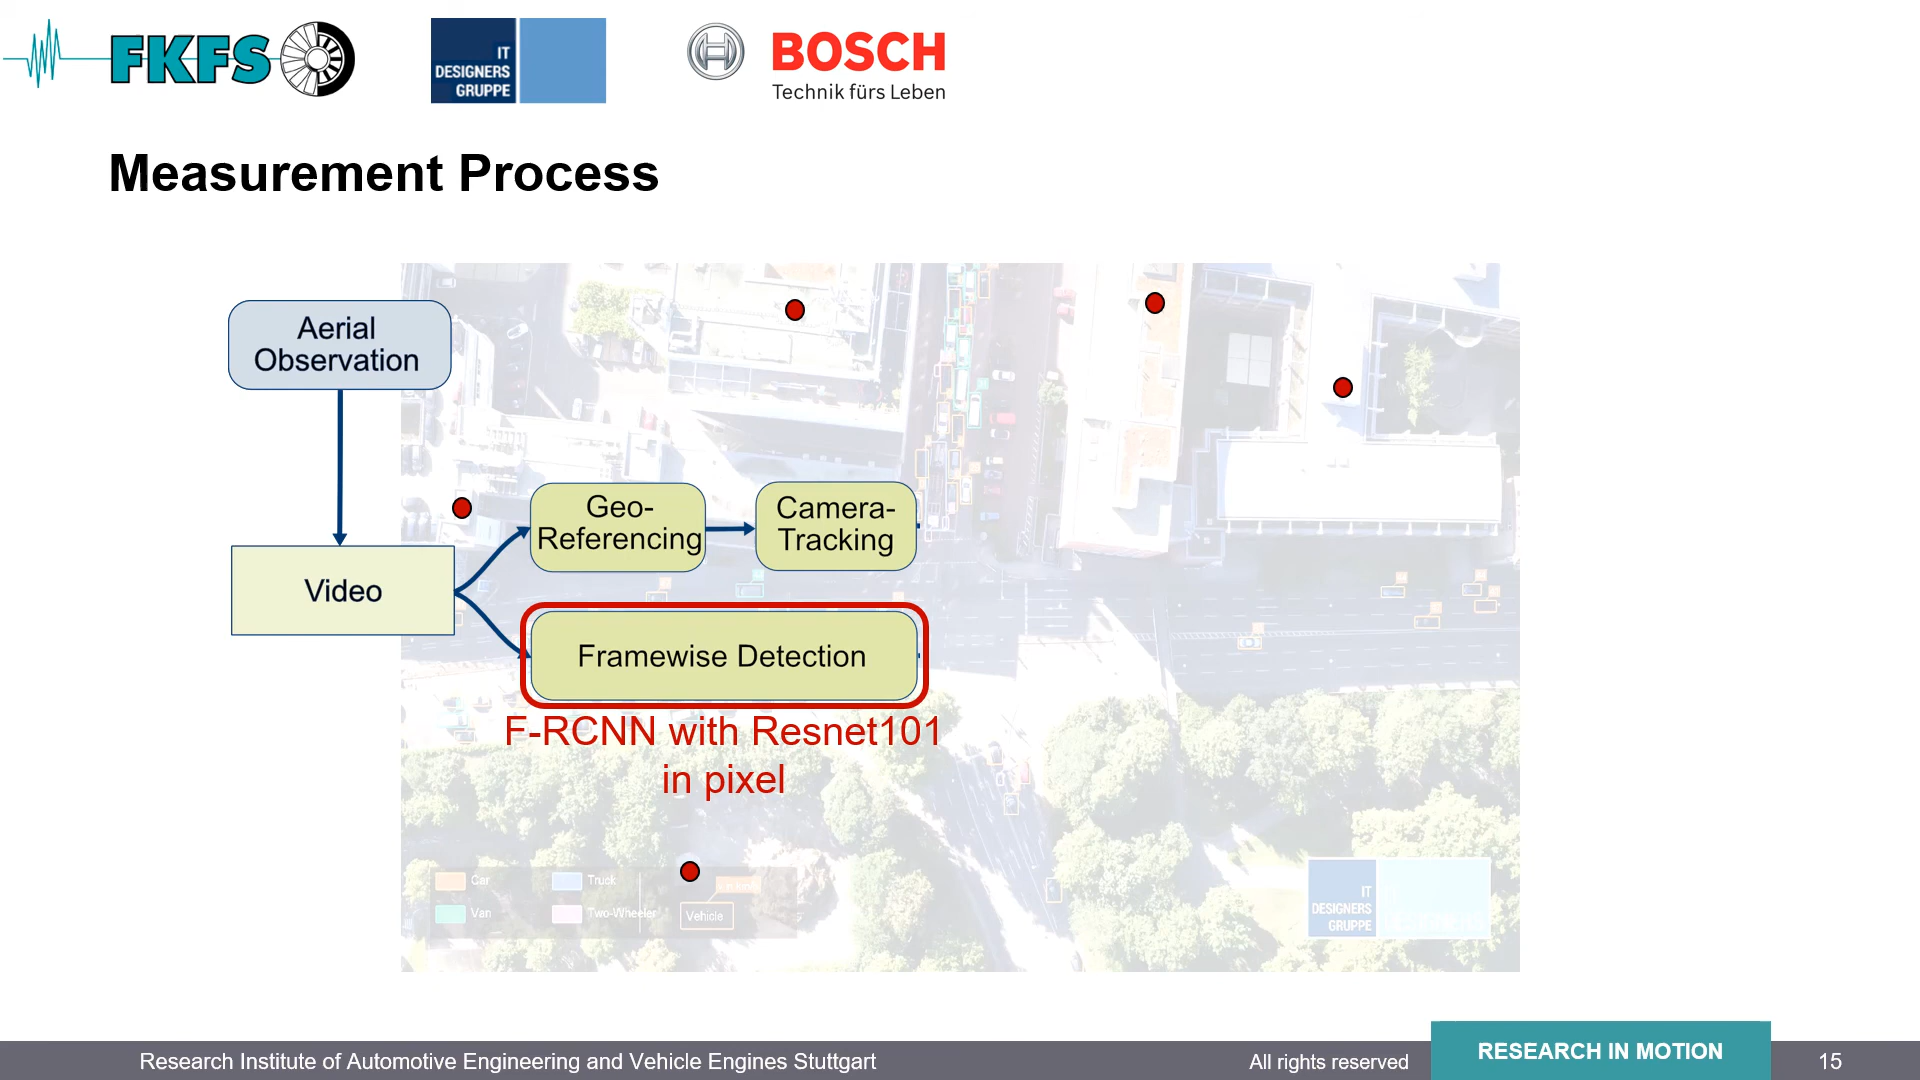 FKFS
IT
DESIGNERS
GRUPPE
BOSCH
Technik fürs Leben
Measurement Process
Aerial
Observation
Geo-
Referencing
Camera-
Tracking
Video
Framewise Detection
F-RCNN with Resnet101
in pixel
Car
Truck
Van
Two-Wheeler
Vehicle
IT
DESIGNERS
GRUPPE
Research Institute of Automotive Engineering and Vehicle Engines Stuttgart
All rights reserved
RESEARCH IN MOTION
15